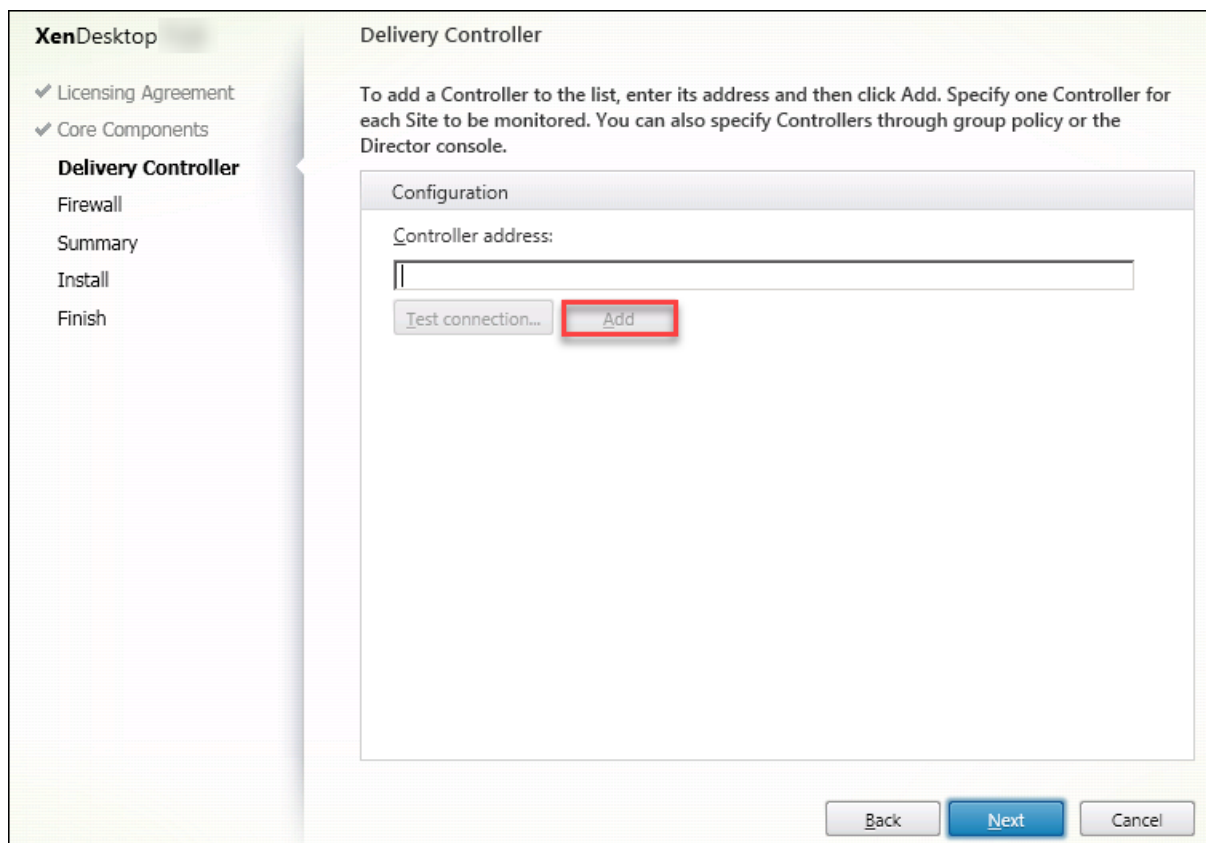 XenDesktop
Licensing Agreement
Core Components
Delivery Controller
Firewall
Summary
Install
Finish
Delivery Controller
To add a Controller to the list, enter its address and then click Add. Specify one Controller for
each Site to be monitored. You can also specify Controllers through group policy or the
Director console.
Configuration
Controller address:
Test connection... Add
Back Next Cancel